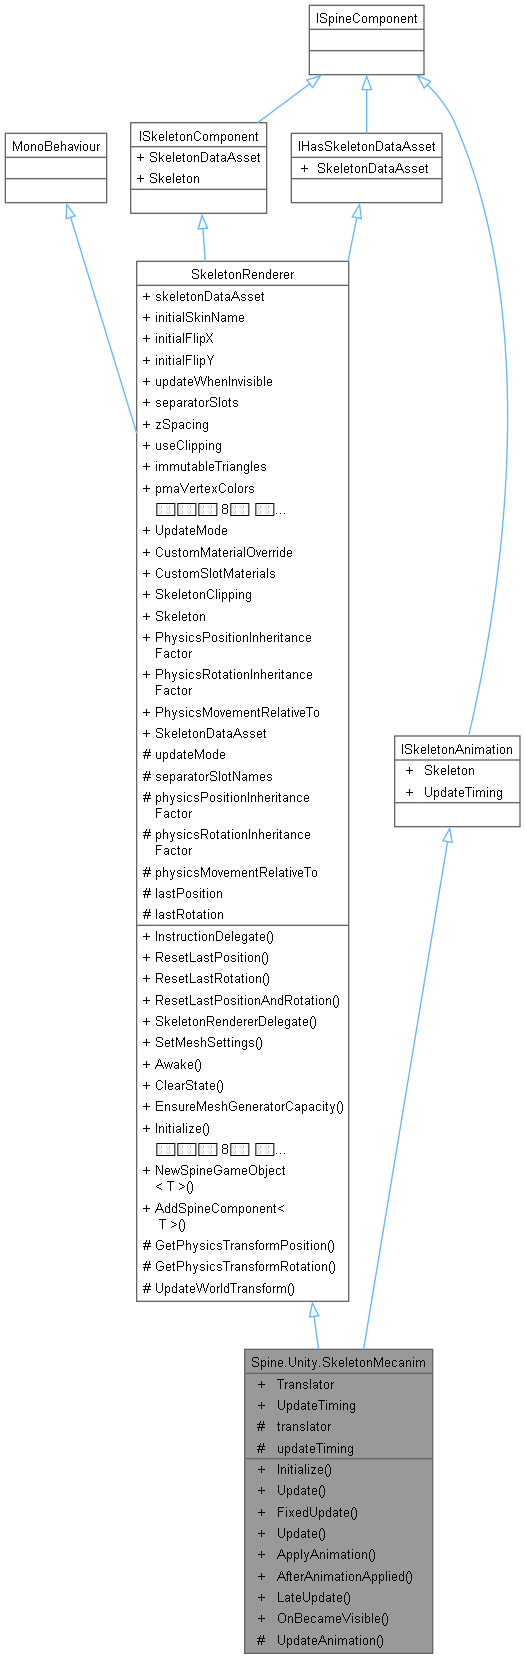 ISpineComponent
MonoBehaviour
ISkeletonComponent
+ SkeletonDataAsset
+ Skeleton
IHasSkeletonDataAsset
+ SkeletonDataAsset
SkeletonRenderer
+ skeletonDataAsset
+ initialSkinName
+ initialFlipX
+ initialFlipY
+ updateWhenInvisible
+ separatorSlots
+ zSpacing
+ useClipping
+ immutableTriangles
+ pmaVertexColors
8 ...
+ UpdateMode
+ CustomMaterialOverride
+ CustomSlotMaterials
+ SkeletonClipping
+ Skeleton
+ PhysicsPositionInheritance
Factor
+ PhysicsRotationInheritance
Factor
+ PhysicsMovementRelativeTo
+ SkeletonDataAsset
# updateMode
# separatorSlotNames
# physicsPositionInheritance
Factor
# physicsRotationInheritance
Factor
# physicsMovementRelativeTo
# lastPosition
# lastRotation
+ InstructionDelegate()
+ ResetLastPosition()
+ ResetLastRotation()
+ ResetLastPositionAndRotation()
+ SkeletonRendererDelegate()
+ SetMeshSettings()
+ Awake()
+ ClearState()
+ EnsureMeshGeneratorCapacity()
+ Initialize()
8 ...
+ NewSpineGameObject
< T >()
+ AddSpineComponent<
T >()
# GetPhysicsTransformPosition()
# GetPhysicsTransformRotation()
# UpdateWorldTransform()
ISkeletonAnimation
+ Skeleton
+ UpdateTiming
Spine.Unity.SkeletonMecanim
+ Translator
+ UpdateTiming
# translator
# updateTiming
+ Initialize()
+ Update()
+ FixedUpdate()
+ Update()
+ ApplyAnimation()
+ AfterAnimationApplied()
+ LateUpdate()
+ OnBecameVisible()
# UpdateAnimation()